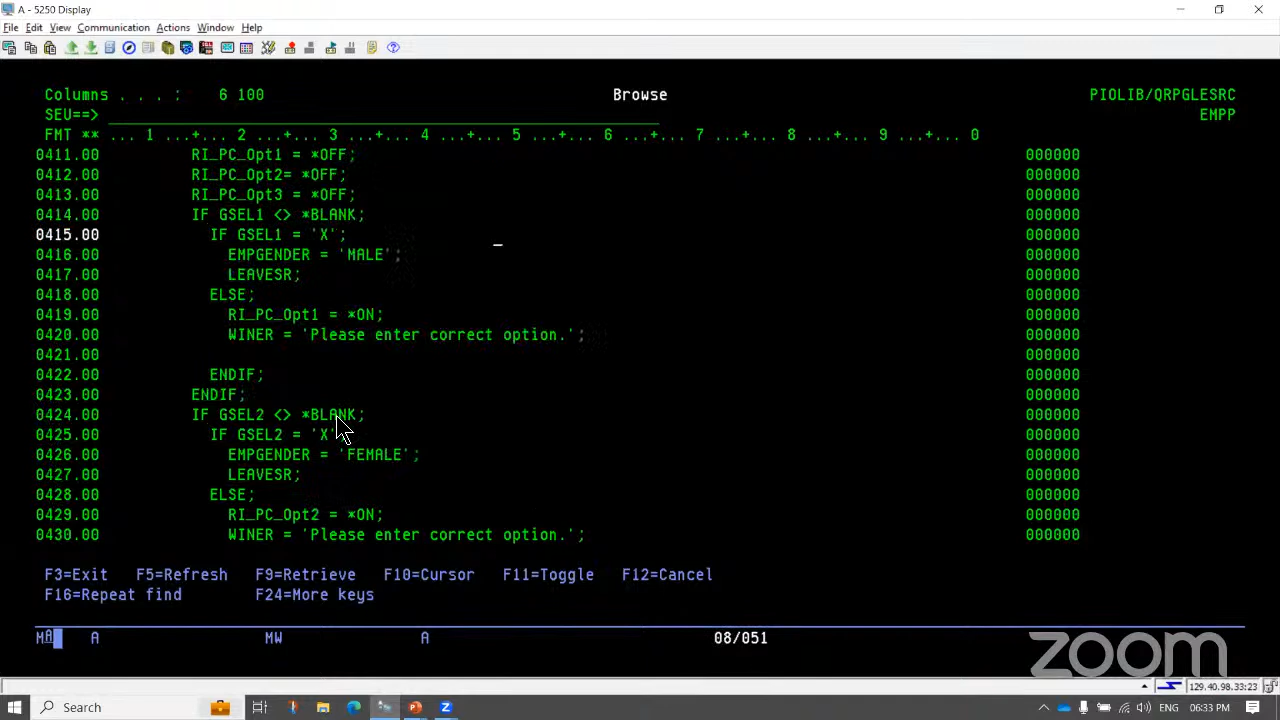 A - 5250 Display
File Edit View Communication Actions Window Help
Columns . . . : 6 100 Browse PIOLIB/QRPGLESRC
SEU==> EMPP
FMT ** ... 1 ...+... 2 ...+... 3 ...+... 4 ...+... 5 ...+... 6 ...+... 7 ...+... 8 ...+... 9 ...+... 0
0411.00 RI_PC_Opt1 = *OFF; 000000
0412.00 RI_PC_Opt2= *OFF; 000000
0413.00 RI_PC_Opt3 = *OFF; 000000
0414.00 IF GSEL1 <> *BLANK; 000000
0415.00 IF GSEL1 = 'X'; 000000
0416.00 EMPGENDER = 'MALE'; 000000
0417.00 LEAVESR; 000000
0418.00 ELSE; 000000
0419.00 RI_PC_Opt1 = *ON; 000000
0420.00 WINER = 'Please enter correct option.'; 000000
0421.00 000000
0422.00 ENDIF; 000000
0423.00 ENDIF; 000000
0424.00 IF GSEL2 <> *BLANK; 000000
0425.00 IF GSEL2 = 'X' 000000
0426.00 EMPGENDER = 'FEMALE'; 000000
0427.00 LEAVESR; 000000
0428.00 ELSE; 000000
0429.00 RI_PC_Opt2 = *ON; 000000
0430.00 WINER = 'Please enter correct option.'; 000000
F3=Exit F5=Refresh F9=Retrieve F10=Cursor F11=Toggle F12=Cancel
F16=Repeat find F24=More keys
MA A MW A 08/051
zoom
129.40.98.33:23
Search ENG 06:33 PM